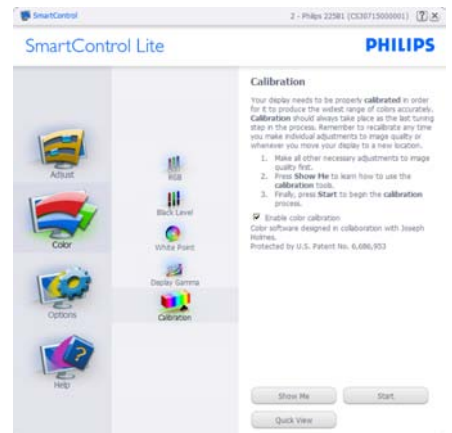 SmartControl
2 - Philips 225B1 (CS30715000001)
SmartControl Lite
PHILIPS
Adjust
Color
Options
Help
RGB
Black Level
White Point
Display Gamma
Calibration
Calibration
Your display needs to be properly calibrated in order
for it to produce the widest range of colors accurately.
Calibration should always take place as the last tuning
step in the process. Remember to recalibrate any time
you make individual adjustments to image quality or
whenever you move your display to a new location.
1. Make all other necessary adjustments to image
quality first.
2. Press Show Me to learn how to use the
calibration tools.
3. Finally, press Start to begin the calibration
process.
Enable color calibration
Color software designed in collaboration with Joseph
Holmes.
Protected by U.S. Patent No. 6,086,953
Show Me
Start
Quick View